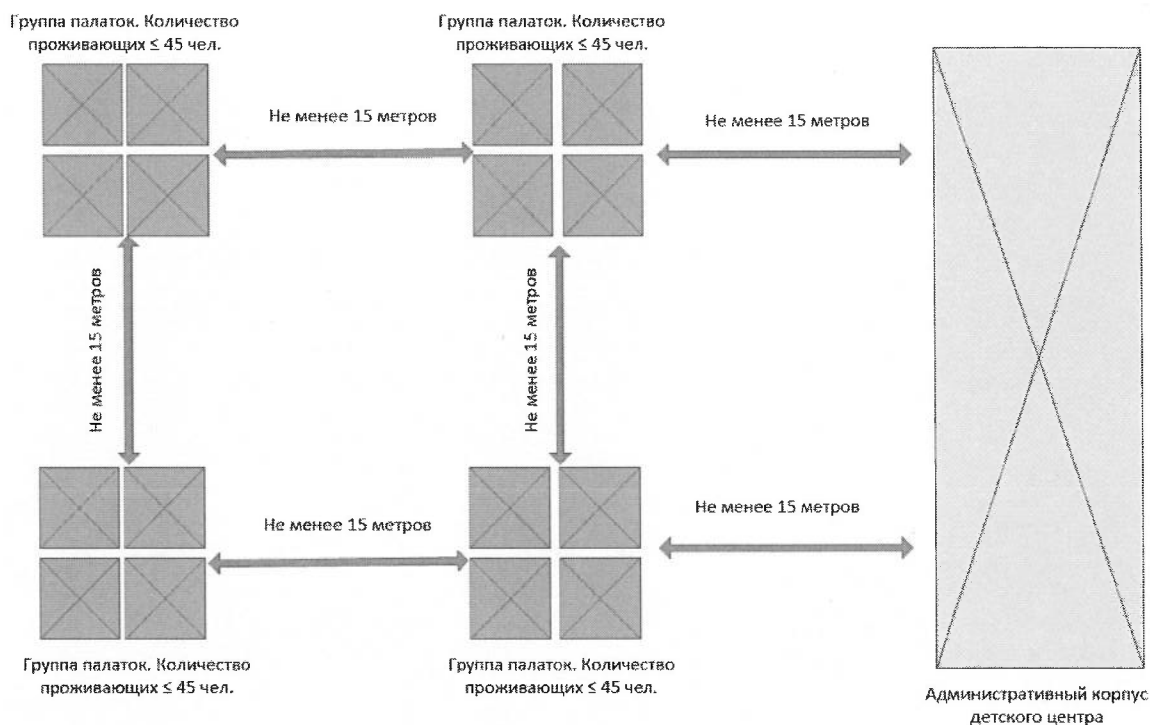 Группа палаток. Количество
проживающих ≤ 45 чел.
Группа палаток. Количество
проживающих ≤ 45 чел.
Не менее 15 метров
Не менее 15 метров
Не менее 15 метров
Не менее 15 метров
Не менее 15 метров
Не менее 15 метров
Группа палаток. Количество
проживающих ≤ 45 чел.
Группа палаток. Количество
проживающих ≤ 45 чел.
Административный корпус
детского центра